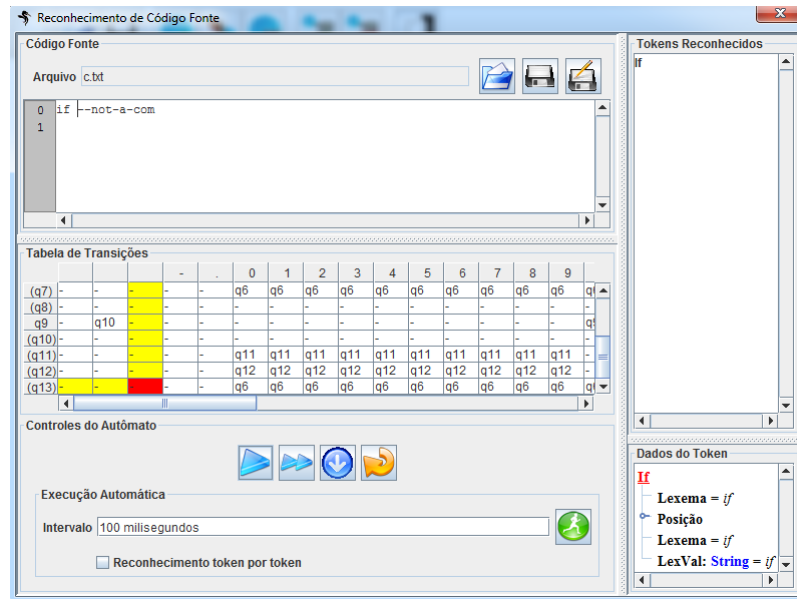 Reconhecimento de Código Fonte
Código Fonte
Arquivo c.txt
0 if --not-a-com
1
Tabela de Transições
- . 0 1 2 3 4 5 6 7 8 9
(q7) - - - - - q6 q6 q6 q6 q6 q6 q6 q6 q6 q6
(q8) - - - - - - - - - - - - - - - -
q9 - q10 - - - - - - - - - - - - -
(q10) - - - - - - - - - - - - - - - -
(q11) - - - - - q11 q11 q11 q11 q11 q11 q11 q11 q11 q11 -
(q12) - - - - - q12 q12 q12 q12 q12 q12 q12 q12 q12 q12 -
(q13) - - - - - q6 q6 q6 q6 q6 q6 q6 q6 q6 q6
Controles do Autômato
Execução Automática
Intervalo 100 milisegundos
Reconhecimento token por token
Tokens Reconhecidos
If
Dados do Token
If
Lexema = if
Posição
Lexema = if
LexVal: String = if